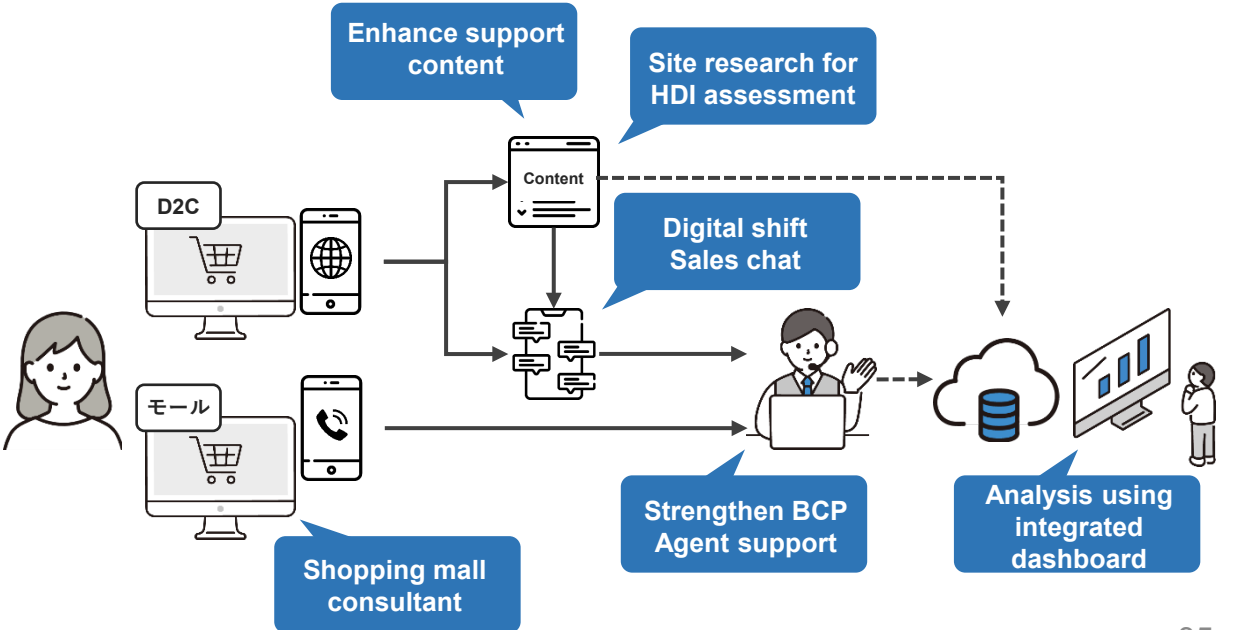 Enhance support
content
Site research for
HDI assessment
Content
D2C
Digital shift
Sales chat
モール
Strengthen BCP
Agent support
Analysis using
integrated
dashboard
Shopping mall
consultant